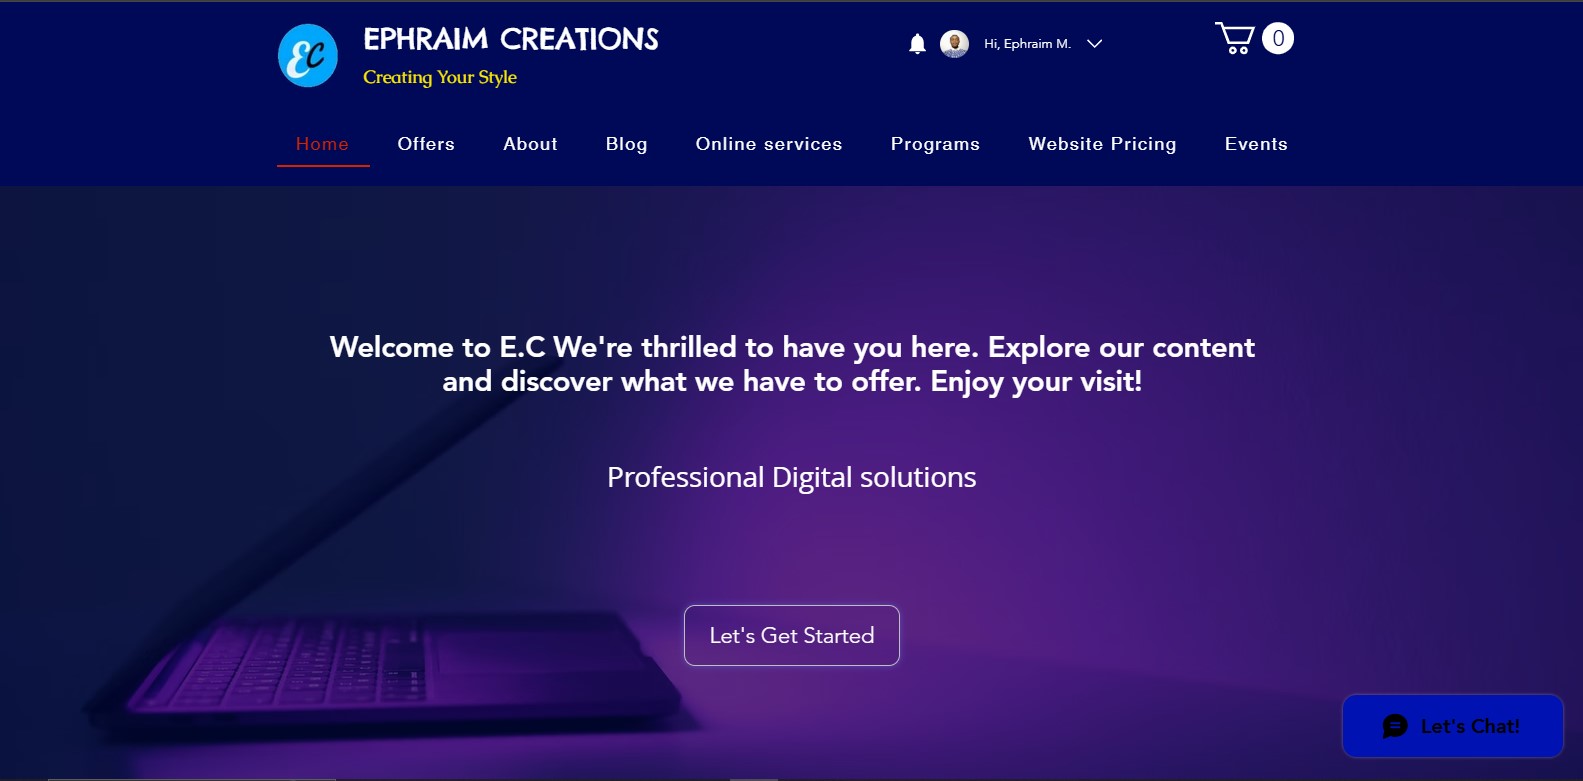 EC
EPHRAIM CREATIONS
Creating Your Style
Hi, Ephraim M.
0
Home Offers About Blog Online services Programs Website Pricing Events
Welcome to E.C We're thrilled to have you here. Explore our content
and discover what we have to offer. Enjoy your visit!
Professional Digital solutions
Let's Get Started
Let's Chat!